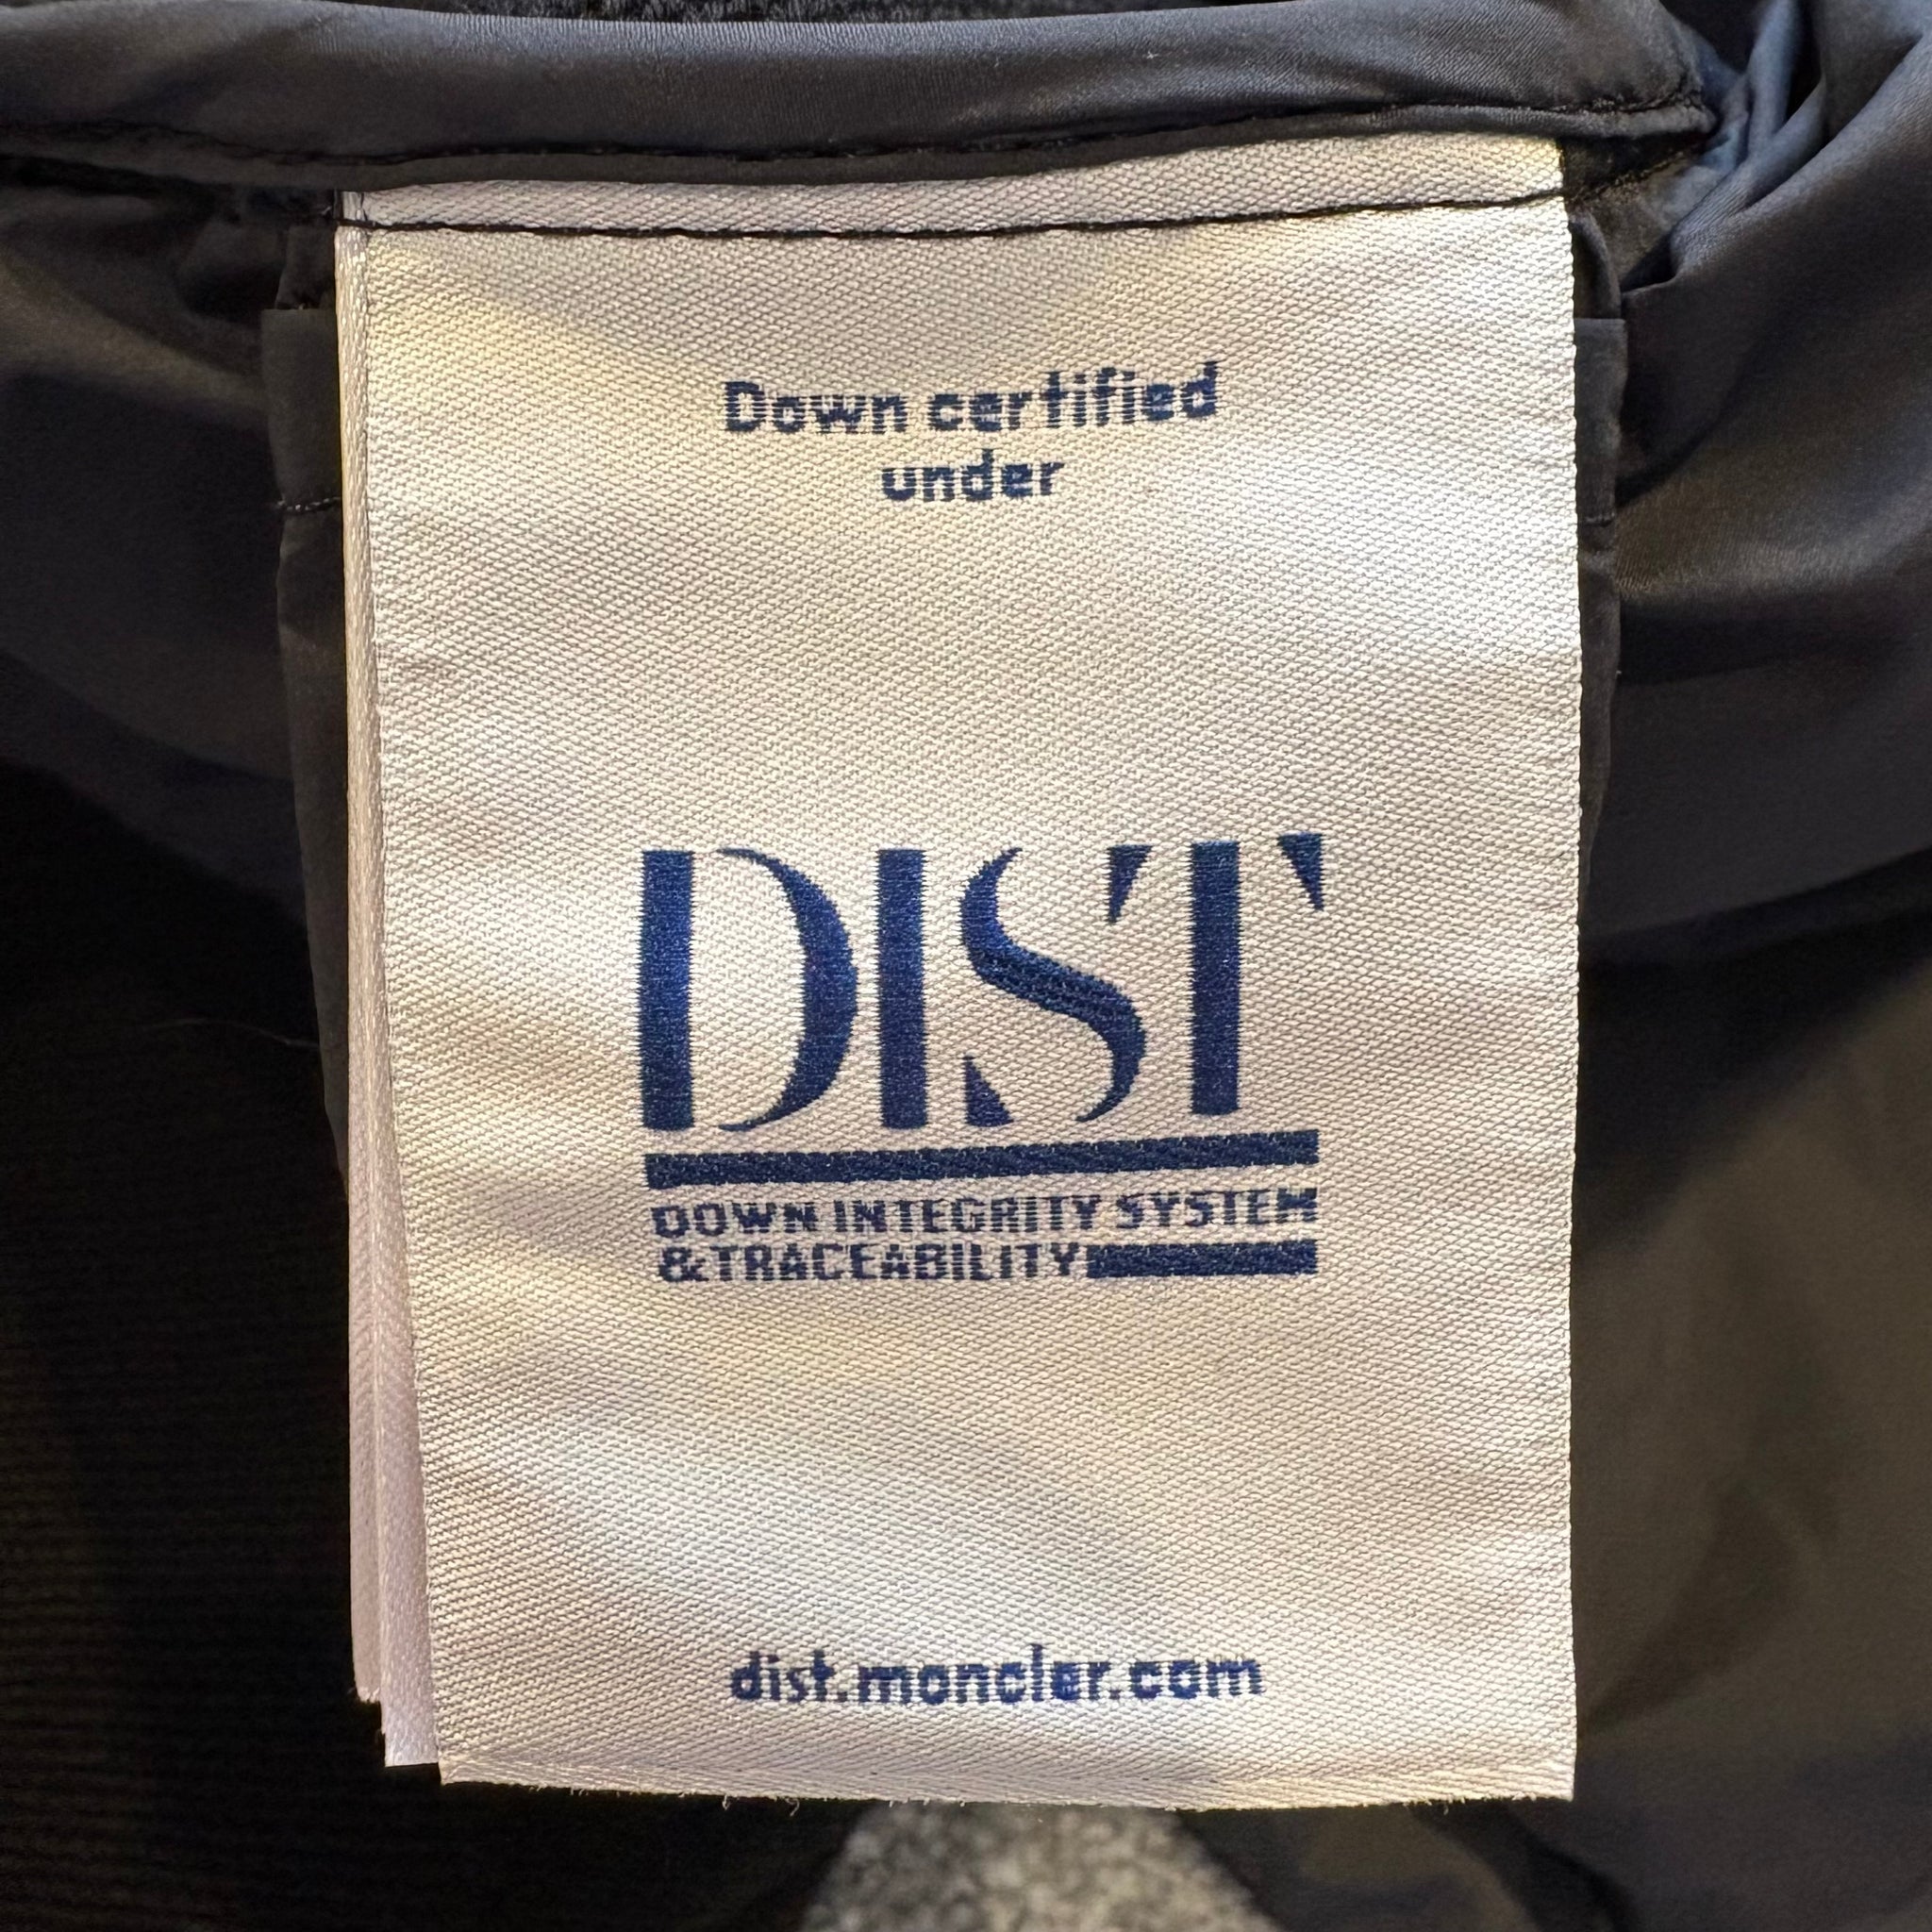 Down certified
under
DIST
DOWN INTEGRITY SYSTEM
& TRACEABILITY
dist.moncler.com